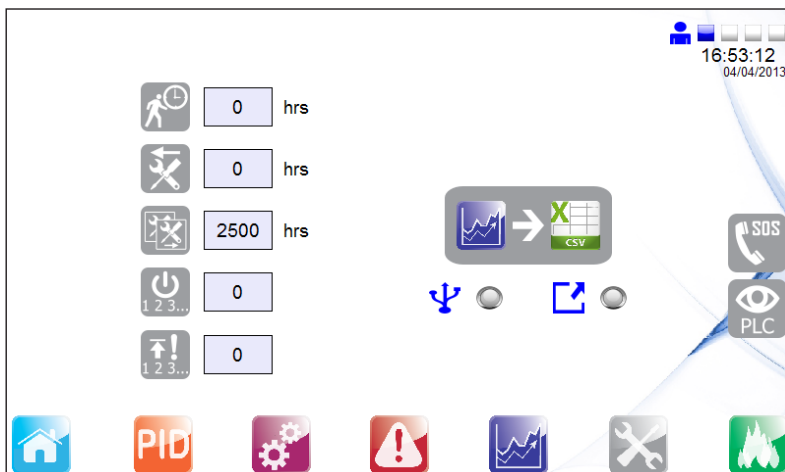 16:53:12
04/04/2013
0 hrs
0 hrs
2500 hrs
1 2 3... 0
1 2 3... 0
X
CSV
SOS
PLC
PID